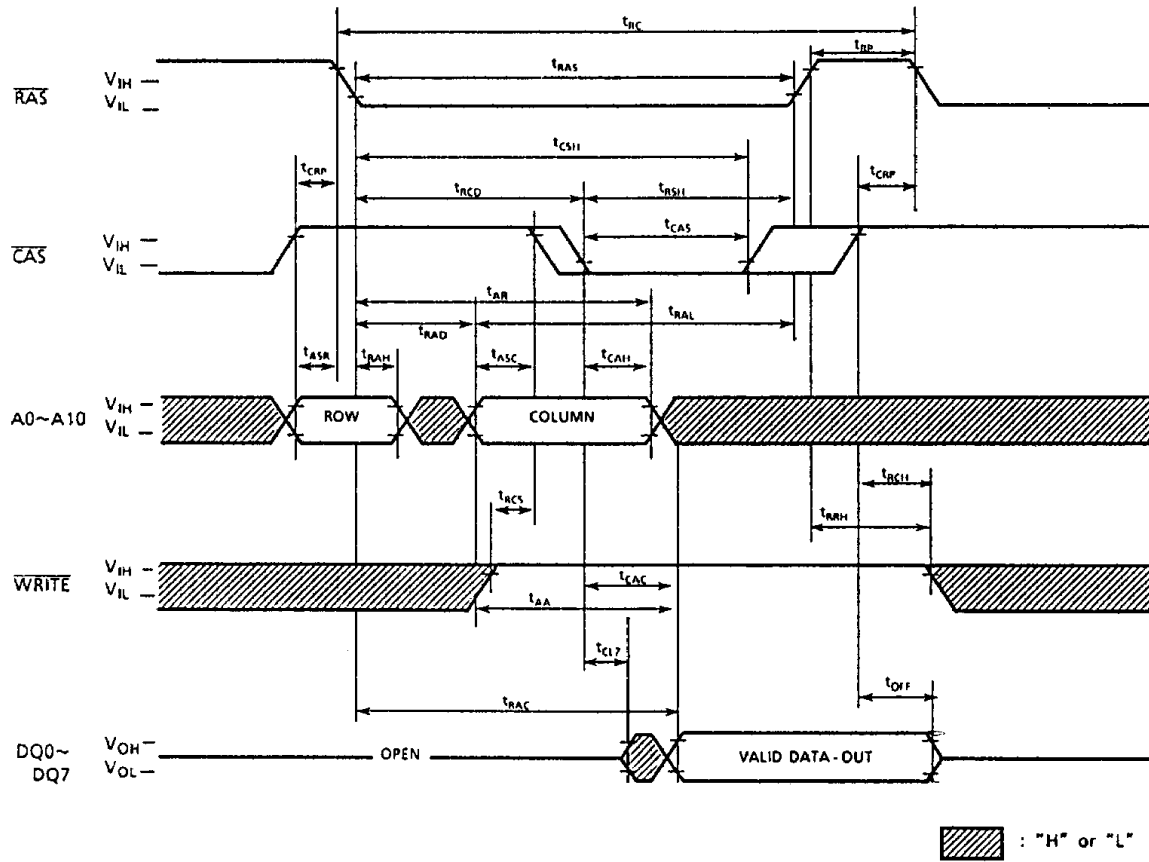 tRC
tRP
tRAS
RAS
VIH
VIL
tCSH
tCRP
tRCD
tRSH
tCRP
tCAS
CAS
VIH
VIL
tAR
tRAD
tRAL
tASR
tRAH
tASC
tCAH
A0~A10
VIH
VIL
ROW
COLUMN
tRCS
tRCH
tRRH
WRITE
VIH
VIL
tCAC
tAA
tCLZ
tOFF
tRAC
DQ0~
DQ7
VOH
VOL
OPEN
VALID DATA-OUT
: "H" or "L"